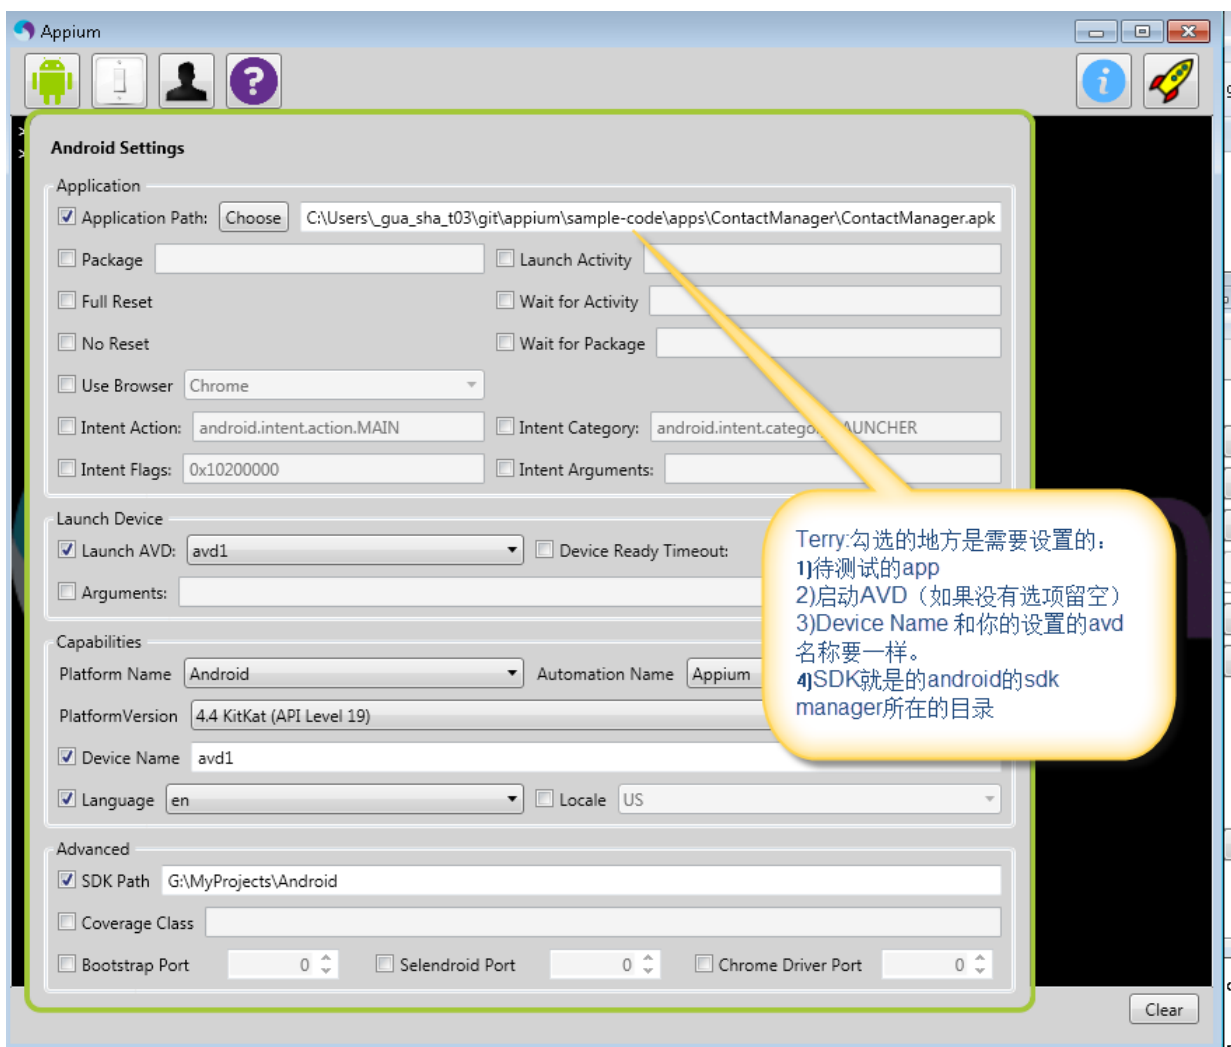 Appium
Android Settings
Application
Application Path: Choose C:\Users\_gua_sha_t03\git\appium\sample-code\apps\ContactManager\ContactManager.apk
Package Launch Activity
Full Reset Wait for Activity
No Reset Wait for Package
Use Browser Chrome
Intent Action: android.intent.action.MAIN Intent Category: android.intent.catego AUNCHER
Intent Flags: 0x10200000 Intent Arguments:
Launch Device
Launch AVD: avd1 Device Ready Timeout:
Arguments:
Terry:勾选的地方是需要设置的：
1)待测试的app
2)启动AVD（如果没有选项留空）
3)Device Name 和你的设置的avd
名称要一样。
4)SDK就是的android的sdk
manager所在的目录
Capabilities
Platform Name Android Automation Name Appium
PlatformVersion 4.4 KitKat (API Level 19)
Device Name avd1
Language en Locale US
Advanced
SDK Path G:\MyProjects\Android
Coverage Class
Bootstrap Port 0 Selendroid Port 0 Chrome Driver Port 0
Clear